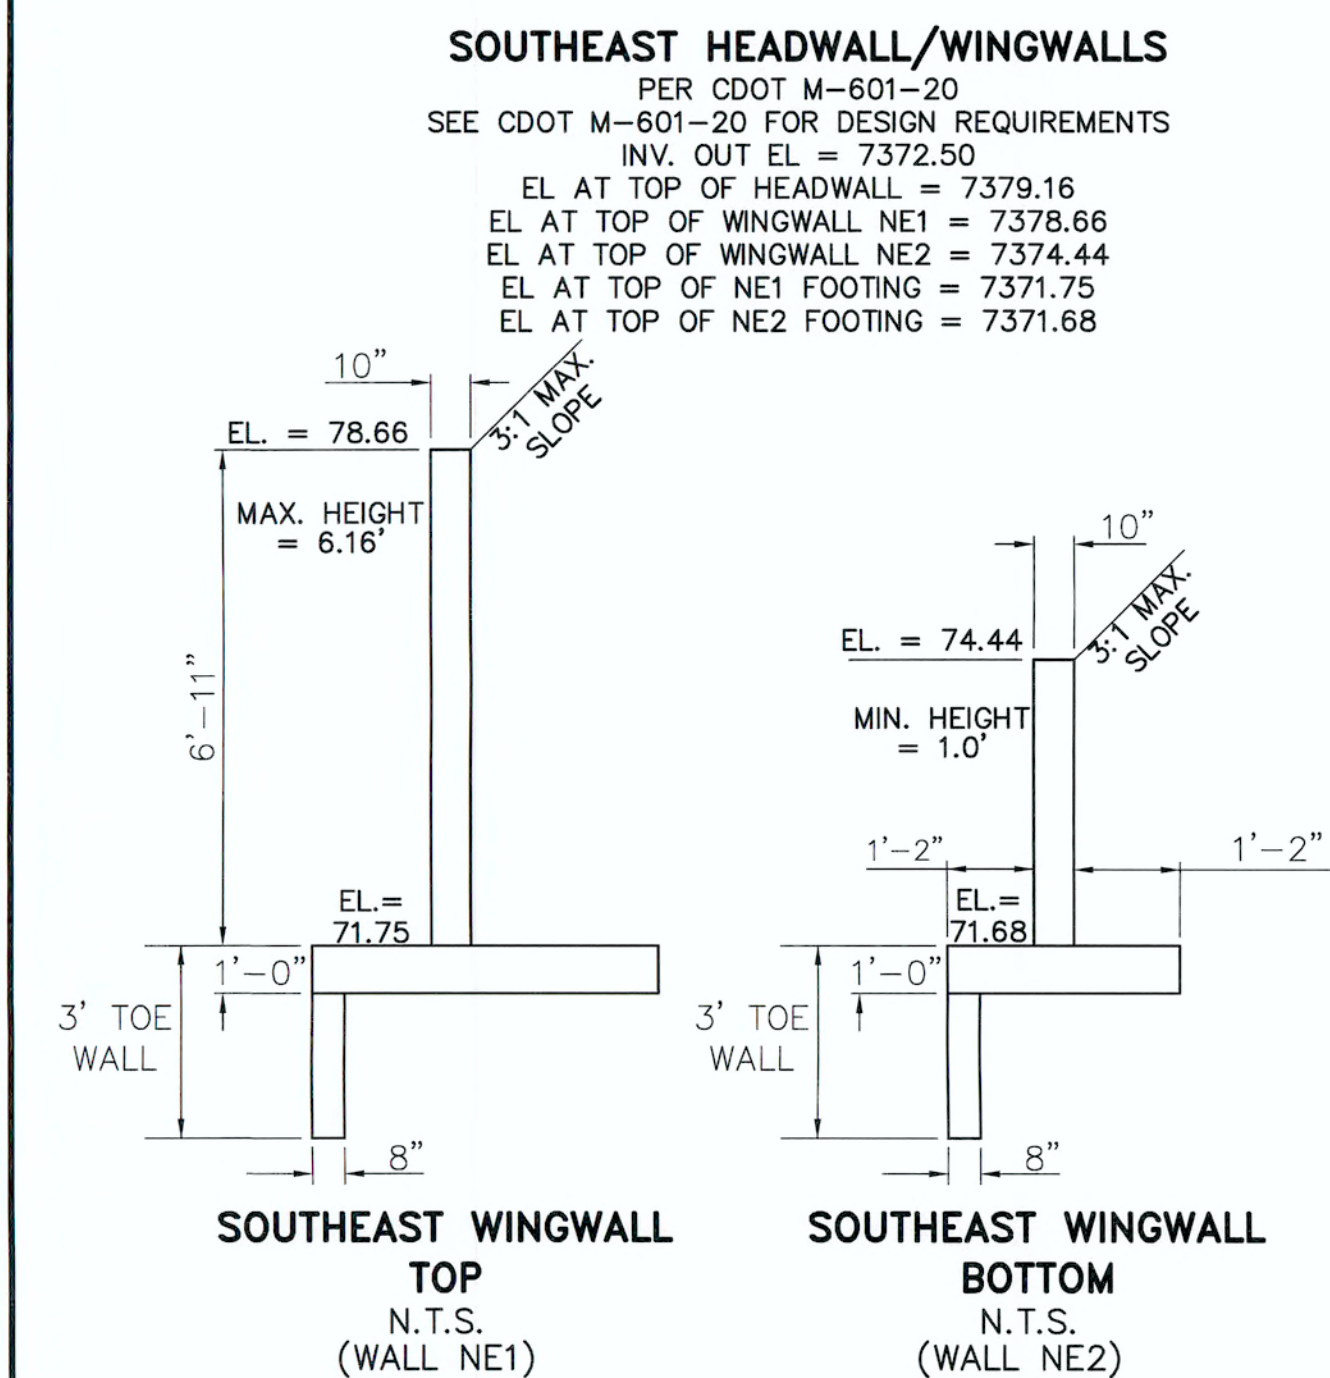 SOUTHEAST HEADWALL/WINGWALLS
PER CDOT M-601-20
SEE CDOT M-601-20 FOR DESIGN REQUIREMENTS
INV. OUT EL = 7372.50
EL AT TOP OF HEADWALL = 7379.16
EL AT TOP OF WINGWALL NE1 = 7378.66
EL AT TOP OF WINGWALL NE2 = 7374.44
EL AT TOP OF NE1 FOOTING = 7371.75
EL AT TOP OF NE2 FOOTING = 7371.68
10"
3:1 MAX.
SLOPE
EL. = 78.66
MAX. HEIGHT
= 6.16'
6'-11"
EL.=
71.75
1'-0"
3' TOE
WALL
8"
SOUTHEAST WINGWALL
TOP
N.T.S.
(WALL NE1)
10"
3:1 MAX.
SLOPE
EL. = 74.44
MIN. HEIGHT
= 1.0'
1'-2"
1'-2"
EL.=
71.68
1'-0"
3' TOE
WALL
8"
SOUTHEAST WINGWALL
BOTTOM
N.T.S.
(WALL NE2)